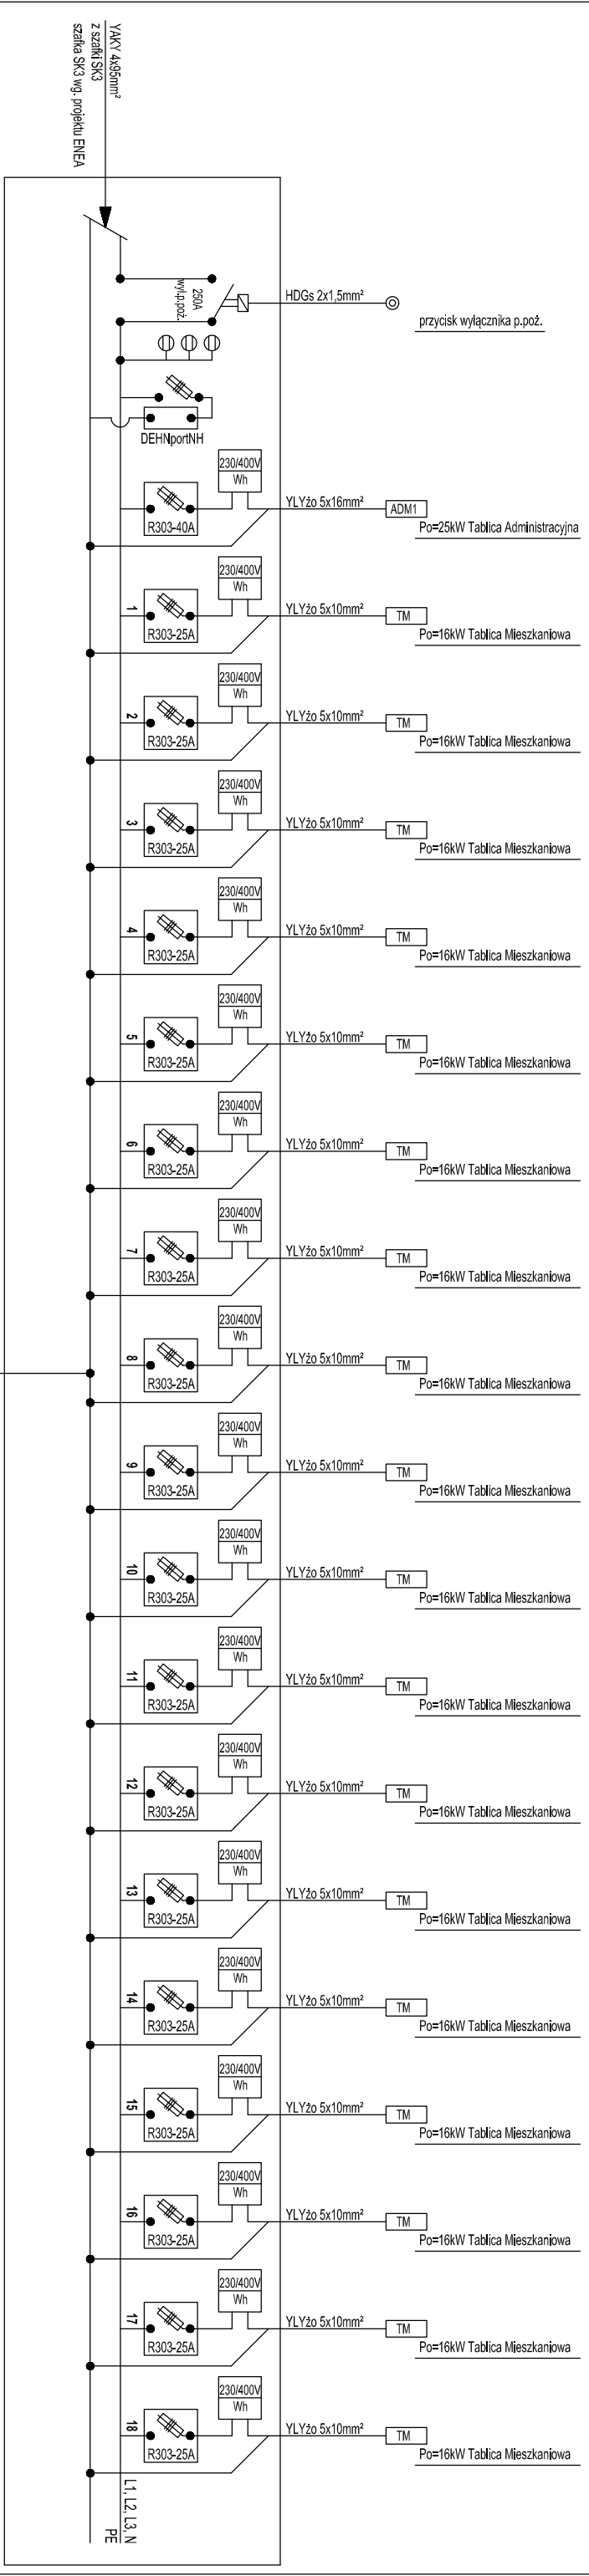 YAKY 4x95mm²
z szafki SK3
szafka SK3 wg. projektu ENEA
250A
wył.p.poż.
HDGs 2x1,5mm²
przycisk wyłącznika p.poż.
DEHNportNH
230/400V
Wh
R303-40A
YLYżo 5x16mm²
ADM1
Po=25kW Tablica Administracyjna
230/400V
Wh
1
R303-25A
YLYżo 5x10mm²
TM
Po=16kW Tablica Mieszkaniowa
230/400V
Wh
2
R303-25A
YLYżo 5x10mm²
TM
Po=16kW Tablica Mieszkaniowa
230/400V
Wh
3
R303-25A
YLYżo 5x10mm²
TM
Po=16kW Tablica Mieszkaniowa
230/400V
Wh
4
R303-25A
YLYżo 5x10mm²
TM
Po=16kW Tablica Mieszkaniowa
230/400V
Wh
5
R303-25A
YLYżo 5x10mm²
TM
Po=16kW Tablica Mieszkaniowa
230/400V
Wh
6
R303-25A
YLYżo 5x10mm²
TM
Po=16kW Tablica Mieszkaniowa
230/400V
Wh
7
R303-25A
YLYżo 5x10mm²
TM
Po=16kW Tablica Mieszkaniowa
230/400V
Wh
8
R303-25A
YLYżo 5x10mm²
TM
Po=16kW Tablica Mieszkaniowa
230/400V
Wh
9
R303-25A
YLYżo 5x10mm²
TM
Po=16kW Tablica Mieszkaniowa
230/400V
Wh
10
R303-25A
YLYżo 5x10mm²
TM
Po=16kW Tablica Mieszkaniowa
230/400V
Wh
11
R303-25A
YLYżo 5x10mm²
TM
Po=16kW Tablica Mieszkaniowa
230/400V
Wh
12
R303-25A
YLYżo 5x10mm²
TM
Po=16kW Tablica Mieszkaniowa
230/400V
Wh
13
R303-25A
YLYżo 5x10mm²
TM
Po=16kW Tablica Mieszkaniowa
230/400V
Wh
14
R303-25A
YLYżo 5x10mm²
TM
Po=16kW Tablica Mieszkaniowa
230/400V
Wh
15
R303-25A
YLYżo 5x10mm²
TM
Po=16kW Tablica Mieszkaniowa
230/400V
Wh
16
R303-25A
YLYżo 5x10mm²
TM
Po=16kW Tablica Mieszkaniowa
230/400V
Wh
17
R303-25A
YLYżo 5x10mm²
TM
Po=16kW Tablica Mieszkaniowa
230/400V
Wh
18
R303-25A
YLYżo 5x10mm²
TM
Po=16kW Tablica Mieszkaniowa
L1, L2, L3, N
PE